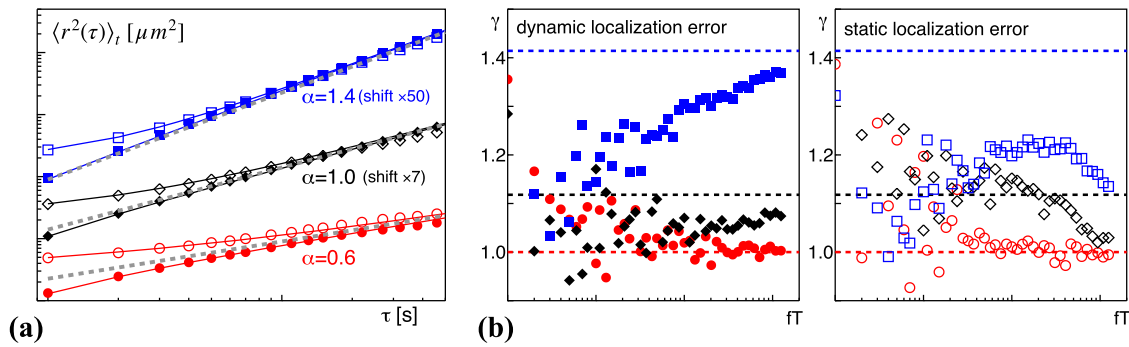 ⟨r²(τ)⟩ₜ [μm²]
α=1.4 (shift ×50)
α=1.0 (shift ×7)
α=0.6
τ [s]
(a)
γ
dynamic localization error
1.4
1.2
1.0
fT
(b)
γ
static localization error
1.4
1.2
1.0
fT